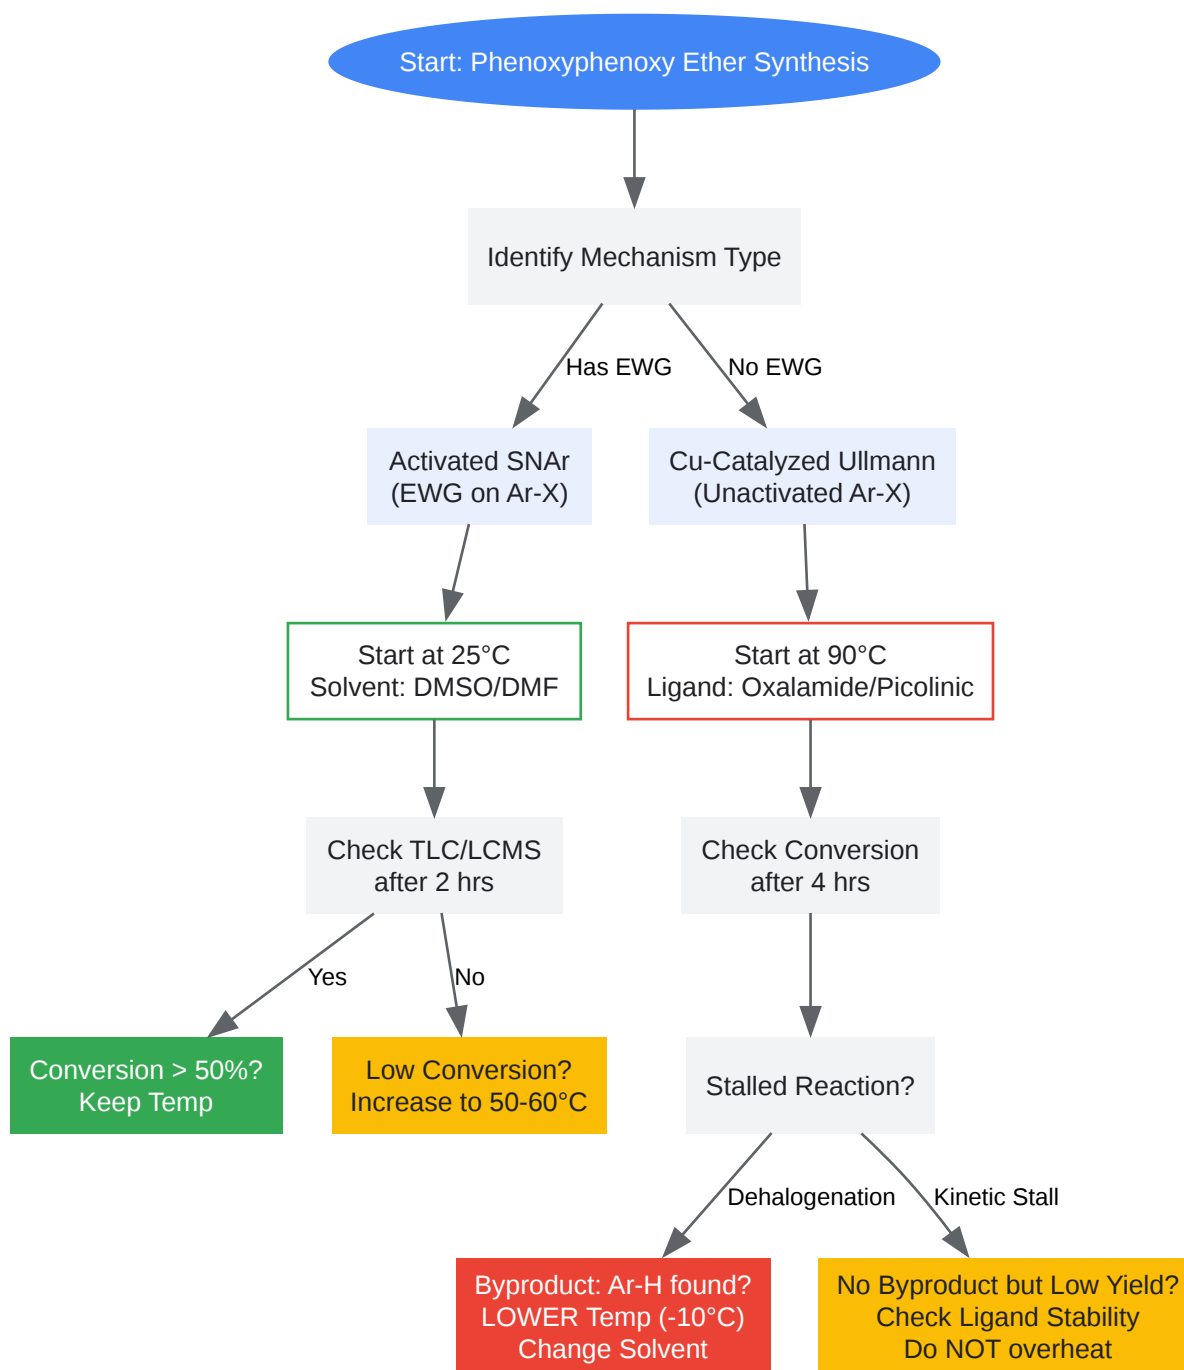 Start: Phenoxyphenoxy Ether Synthesis
Identify Mechanism Type
Has EWG
No EWG
Activated SNAr
(EWG on Ar-X)
Cu-Catalyzed Ullmann
(Unactivated Ar-X)
Start at 25°C
Solvent: DMSO/DMF
Start at 90°C
Ligand: Oxalamide/Picolinic
Check TLC/LCMS
after 2 hrs
Check Conversion
after 4 hrs
Yes
No
Conversion > 50%?
Keep Temp
Low Conversion?
Increase to 50-60°C
Stalled Reaction?
Dehalogenation
Kinetic Stall
Byproduct: Ar-H found?
LOWER Temp (-10°C)
Change Solvent
No Byproduct but Low Yield?
Check Ligand Stability
Do NOT overheat